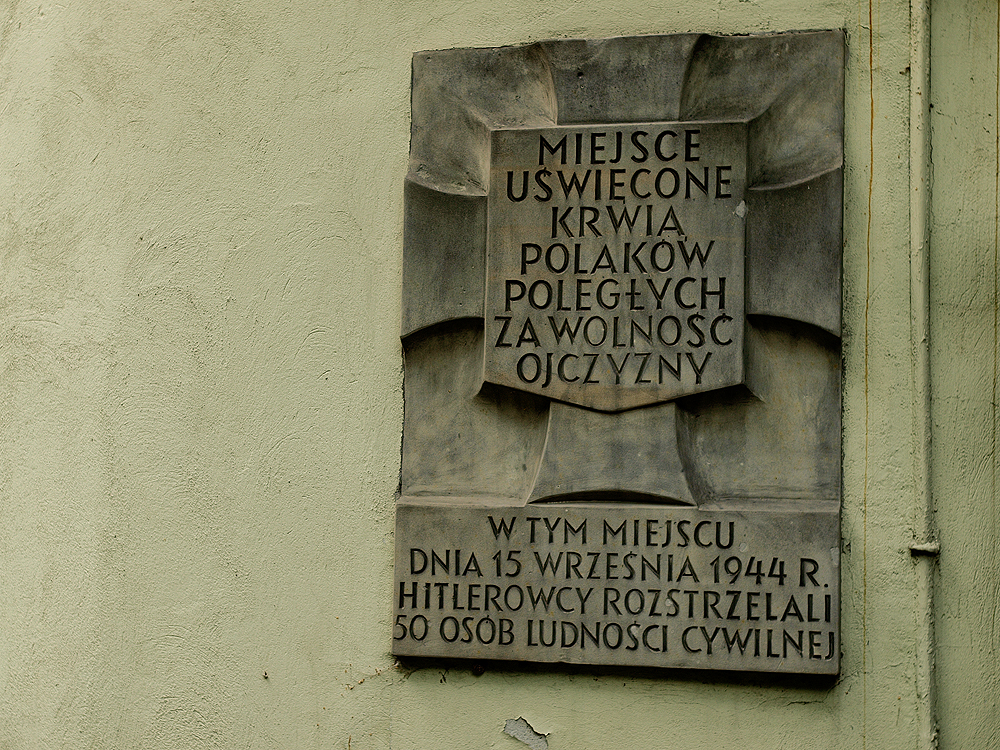 MIEJSCE
UŚWIĘCONE
KRWIĄ
POLAKÓW
POLEGŁYCH
ZA WOLNOŚĆ
OJCZYZNY
W TYM MIEJSCU
DNIA 15 WRZEŚNIA 1944 R.
HITLEROWCY ROZSTRZELALI
50 OSÓB LUDNOŚCI CYWILNEJ